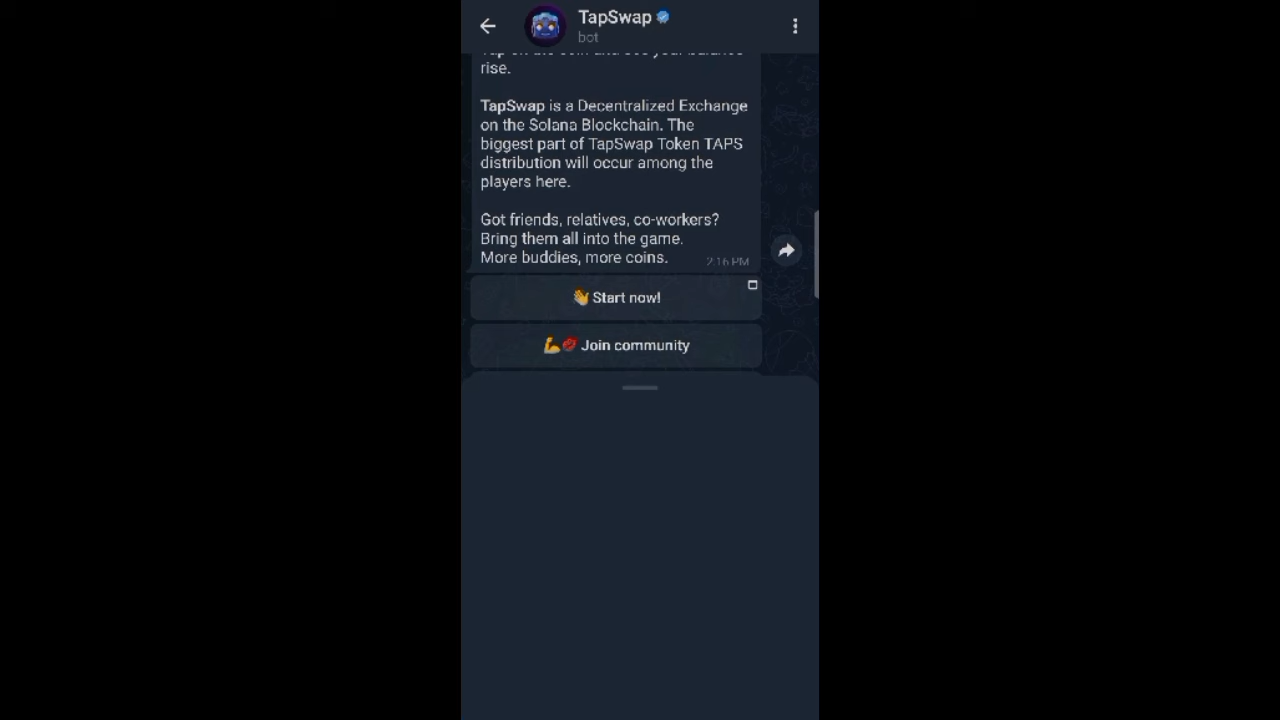 TapSwap
bot
rise.
TapSwap is a Decentralized Exchange
on the Solana Blockchain. The
biggest part of TapSwap Token TAPS
distribution will occur among the
players here.
Got friends, relatives, co-workers?
Bring them all into the game.
More buddies, more coins.
2:16 PM
👋 Start now!
💪💋 Join community